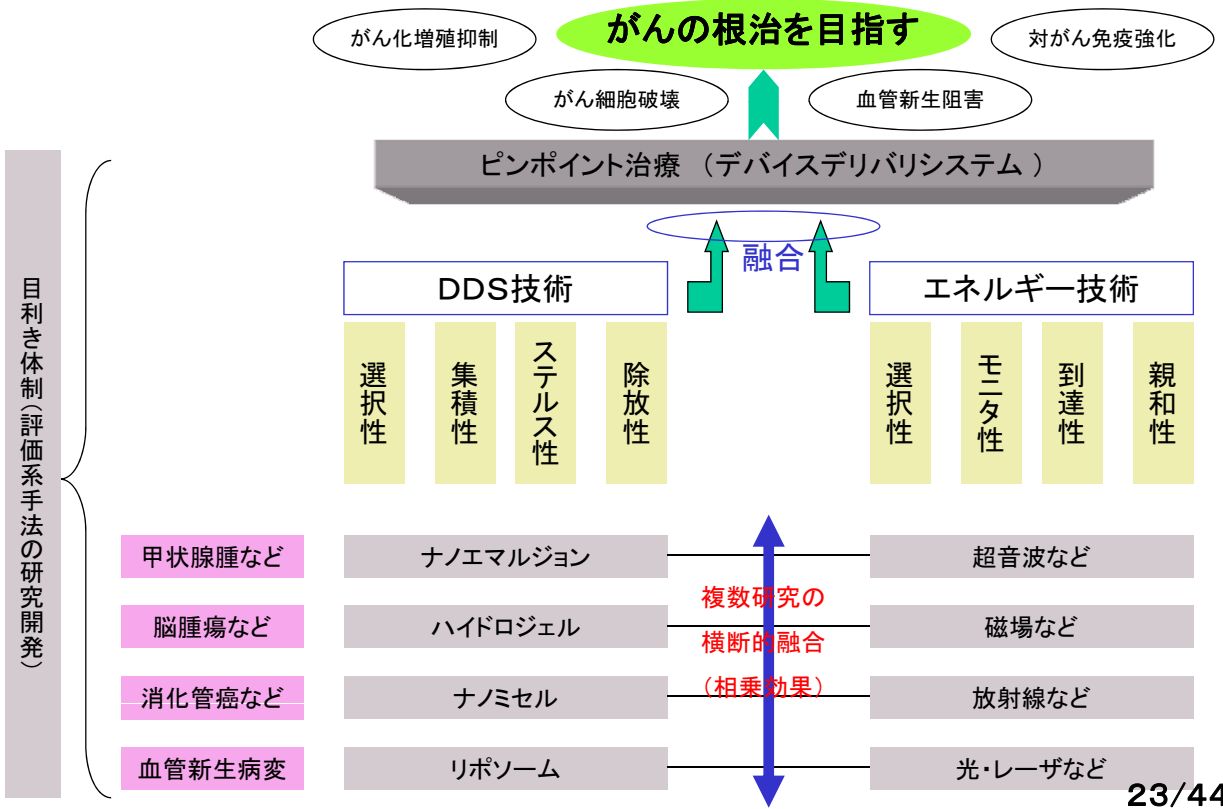 がんの根治を目指す
がん化増殖抑制
対がん免疫強化
がん細胞破壊
血管新生阻害
ピンポイント治療 （デバイスデリバリシステム ）
融合
目利き体制（評価系手法の研究開発）
DDS技術
エネルギー技術
選択性
集積性
ステルス性
除放性
選択性
モニタ性
到達性
親和性
甲状腺腫など
ナノエマルジョン
超音波など
複数研究の
脳腫瘍など
ハイドロジェル
磁場など
横断的融合
（相乗効果）
消化管癌など
ナノミセル
放射線など
血管新生病変
リポソーム
光・レーザなど
23/44